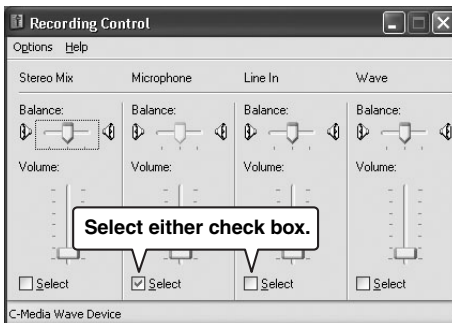 Recording Control
Options Help
Stereo Mix Microphone Line In Wave
Balance: Balance: Balance: Balance:
Volume: Volume: Volume: Volume:
Select either check box.
Select Select Select Select
C-Media Wave Device